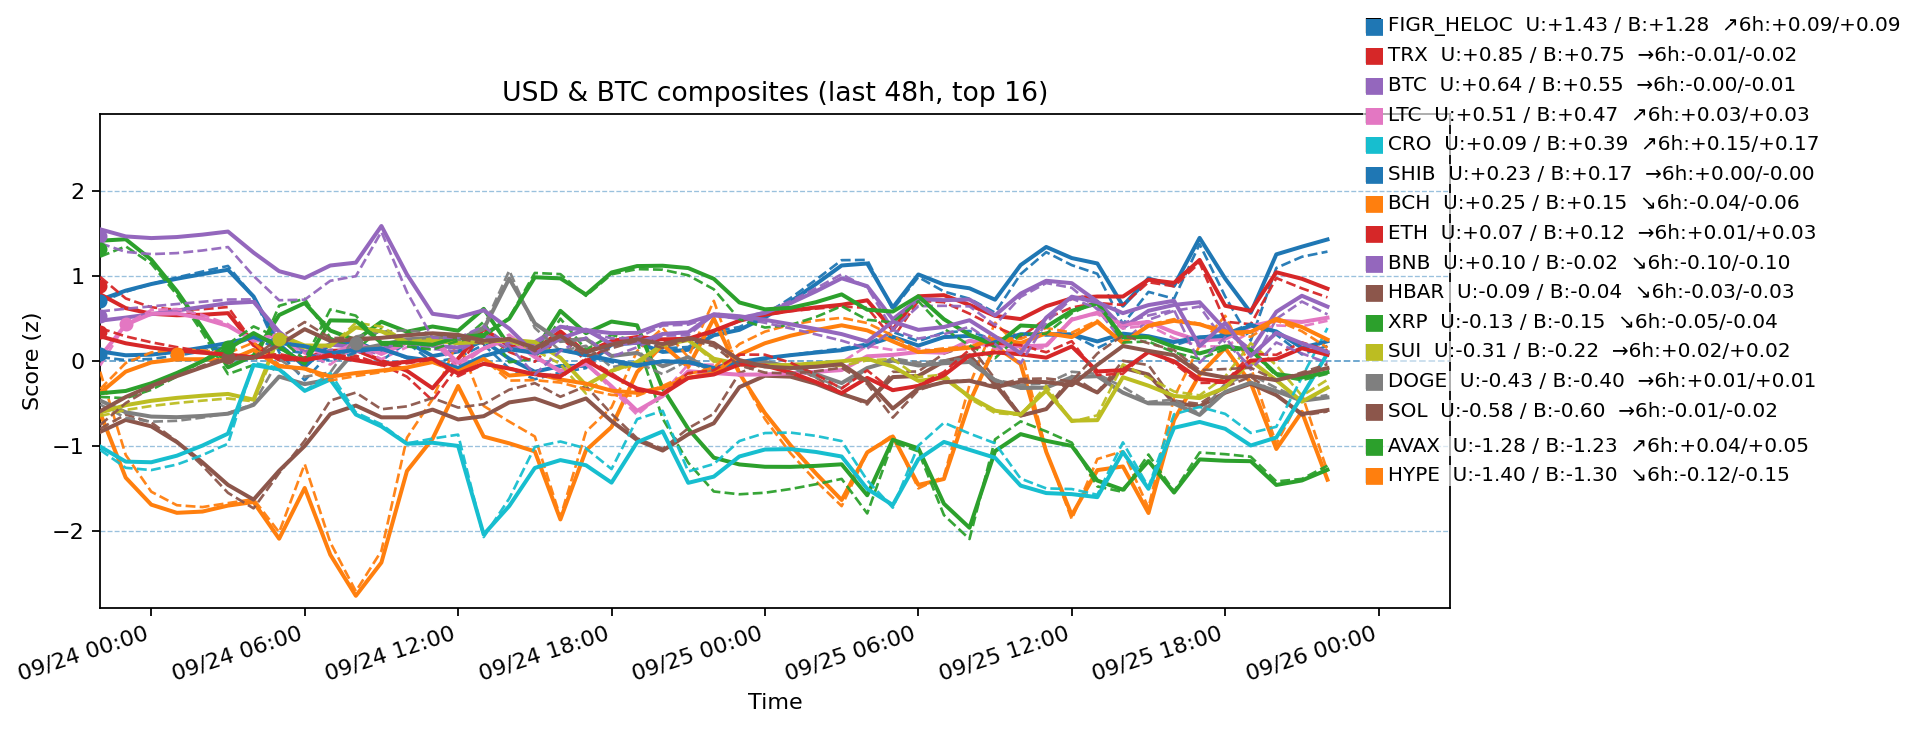 FIGR_HELOC U:+1.43 / B:+1.28 ↗6h:+0.09/+0.09
TRX U:+0.85 / B:+0.75 →6h:-0.01/-0.02
USD & BTC composites (last 48h, top 16)
BTC U:+0.64 / B:+0.55 →6h:-0.00/-0.01
LTC U:+0.51 / B:+0.47 ↗6h:+0.03/+0.03
CRO U:+0.09 / B:+0.39 ↗6h:+0.15/+0.17
SHIB U:+0.23 / B:+0.17 →6h:+0.00/-0.00
BCH U:+0.25 / B:+0.15 ↘6h:-0.04/-0.06
ETH U:+0.07 / B:+0.12 →6h:+0.01/+0.03
BNB U:+0.10 / B:-0.02 ↘6h:-0.10/-0.10
HBAR U:-0.09 / B:-0.04 ↘6h:-0.03/-0.03
XRP U:-0.13 / B:-0.15 ↘6h:-0.05/-0.04
SUI U:-0.31 / B:-0.22 →6h:+0.02/+0.02
DOGE U:-0.43 / B:-0.40 →6h:+0.01/+0.01
SOL U:-0.58 / B:-0.60 →6h:-0.01/-0.02
AVAX U:-1.28 / B:-1.23 ↗6h:+0.04/+0.05
HYPE U:-1.40 / B:-1.30 ↘6h:-0.12/-0.15
Score (z)
2
1
0
−1
−2
09/24 00:00
09/24 06:00
09/24 12:00
09/24 18:00
09/25 00:00
09/25 06:00
09/25 12:00
09/25 18:00
09/26 00:00
Time